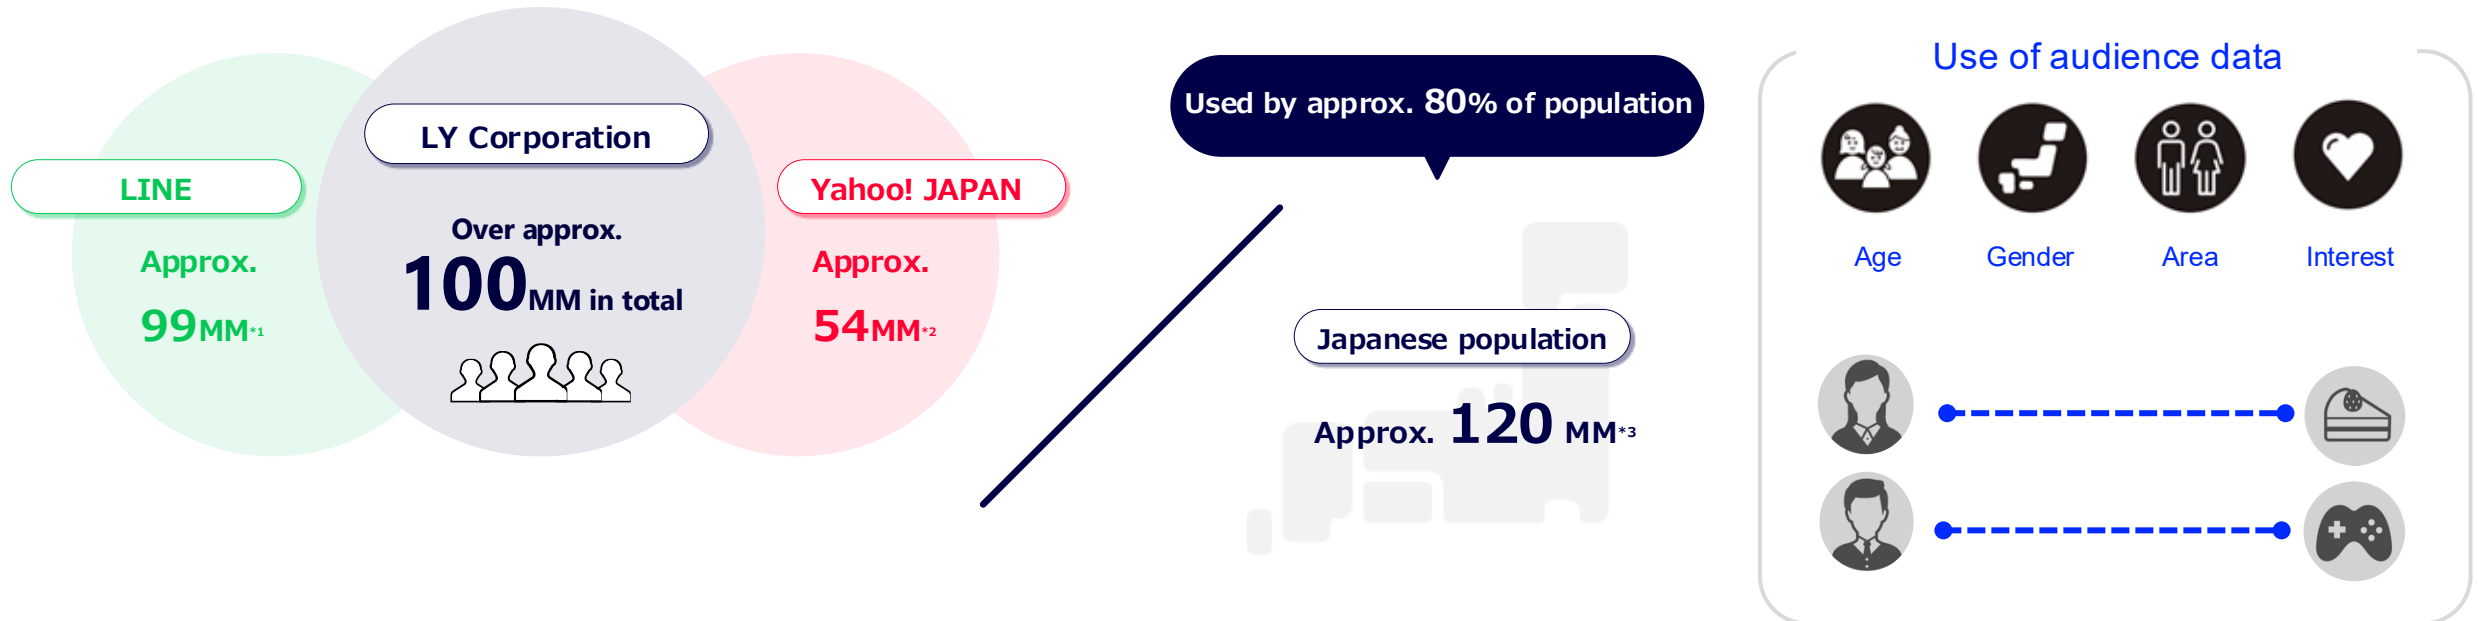 LINE
Approx.
99MM*1
LY Corporation
Over approx.
100MM in total
Yahoo! JAPAN
Approx.
54MM*2
Used by approx. 80% of population
Japanese population
Approx. 120 MM*3
Use of audience data
Age
Gender
Area
Interest